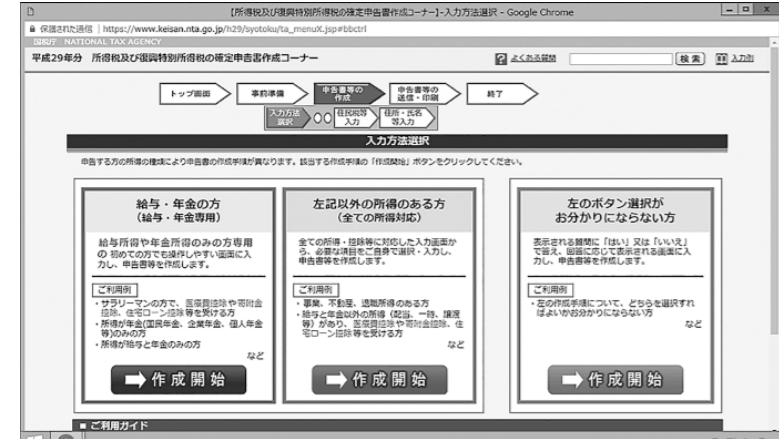 【所得税及び復興特別所得税の確定申告書作成コーナー】-入力方法選択 - Google Chrome
保護された通信 | https://www.keisan.nta.go.jp/h29/syotoku/ta_menuX.jsp#bbctrl
国税庁 NATIONAL TAX AGENCY
平成29年分 所得税及び復興特別所得税の確定申告書作成コーナー
? よくある質問 検索 入力例
トップ画面
事前準備
申告書等の
作成
申告書等の
送信・印刷
終了
入力方法
選択
住民税等
入力
住所・氏名
等入力
入力方法選択
申告する方の所得の種類により申告書の作成手順が異なります。該当する作成手順の「作成開始」ボタンをクリックしてください。
給与・年金の方
(給与・年金専用)
給与所得や年金所得のみの方専用
の 初めての方でも操作しやすい画面に入
力し、申告書等を作成します。
ご利用例
・サラリーマンの方で、医療費控除や寄附金
控除、住宅ローン控除等を受ける方
・所得が年金(国民年金、企業年金、個人年金
等)のみの方
・所得が給与と年金のみの方
など
作成開始
左記以外の所得のある方
(全ての所得対応)
全ての所得・控除等に対応した入力画面か
ら、必要な項目をご自身で選択・入力し、
申告書等を作成します。
ご利用例
・事業、不動産、退職所得のある方
・給与と年金以外の所得(配当、一時、譲渡
等)があり、医療費控除や寄附金控除、住
宅ローン控除等を受ける方
など
作成開始
左のボタン選択が
お分かりにならない方
表示される質問に「はい」又は「いいえ」
で答え、回答に応じて表示される画面に入
力し、申告書等を作成します。
ご利用例
・左の作成手順について、どちらを選択すれ
ばよいかお分かりにならない方
など
作成開始
■ ご利用ガイド